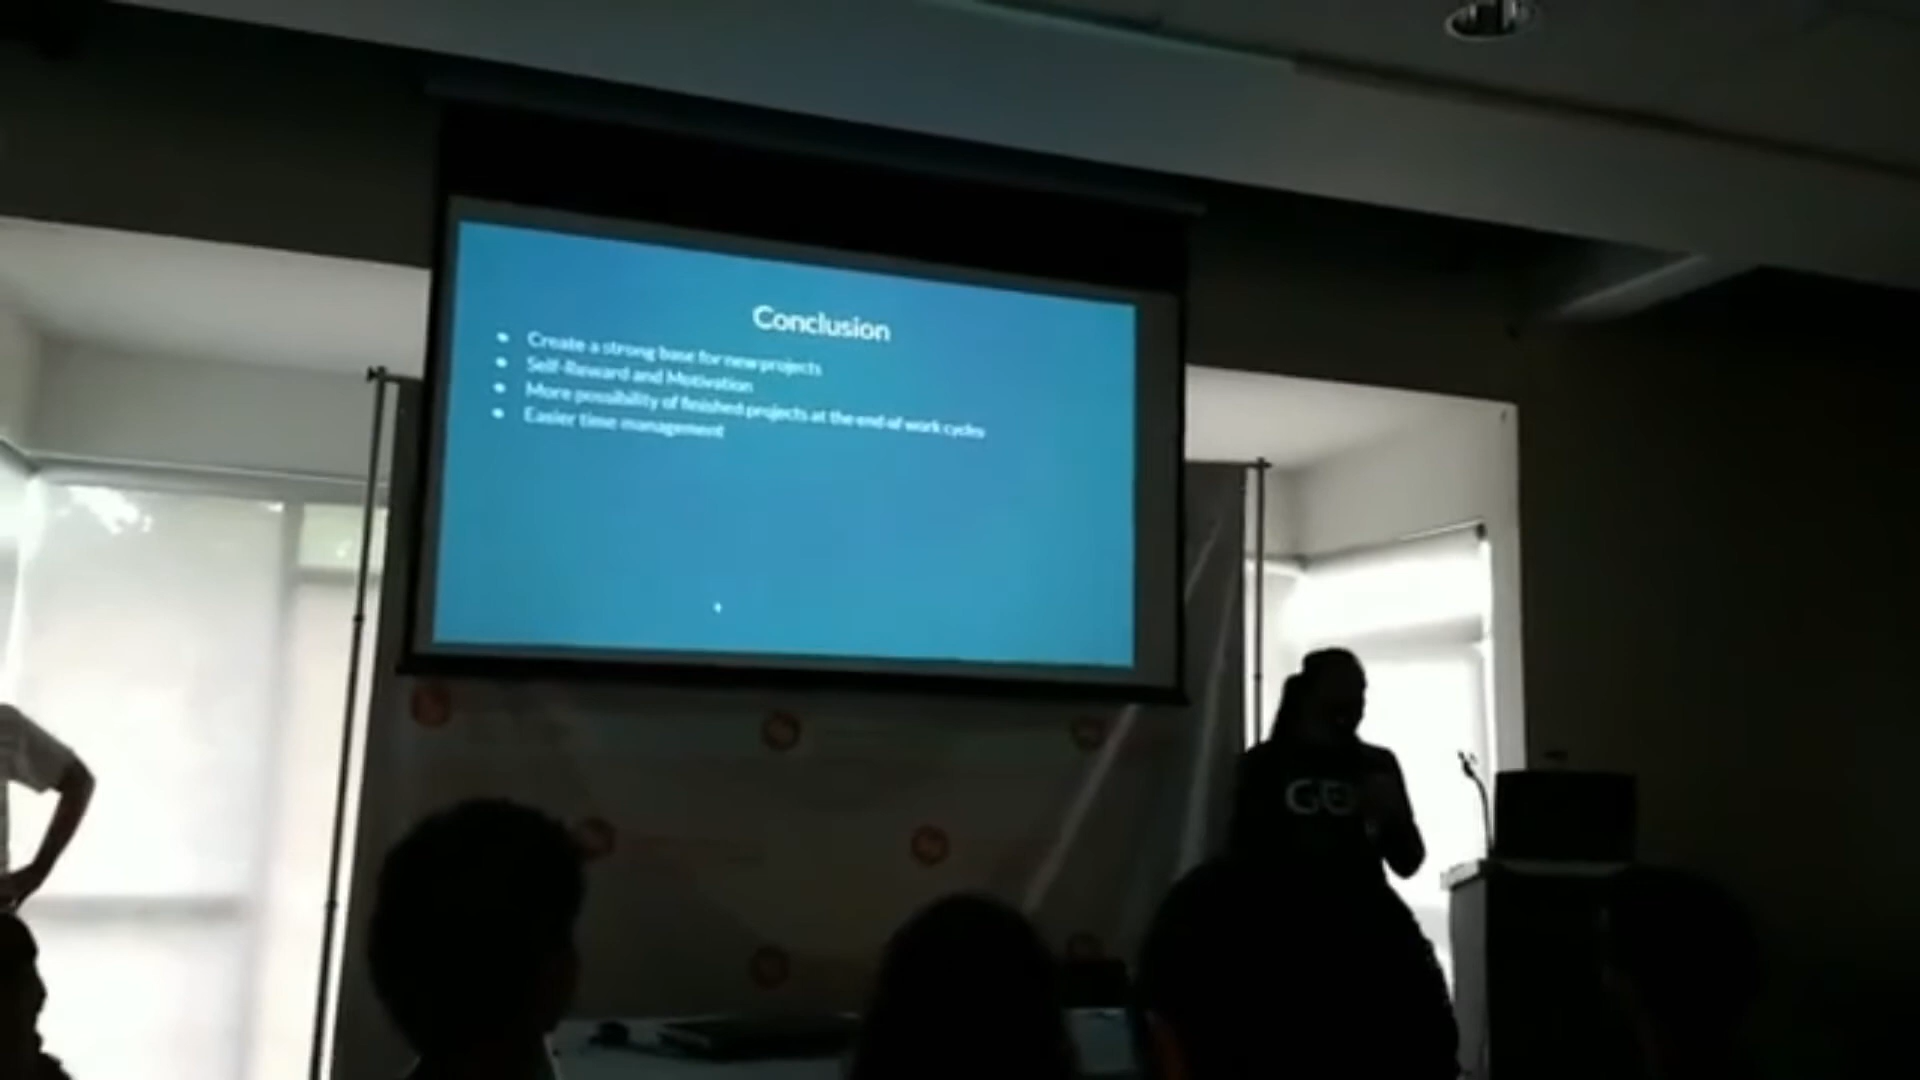 Conclusion
Create a strong base for new projects
Self-Reward and Motivation
More possibility of finished projects at the end of work cycles
Easier time management